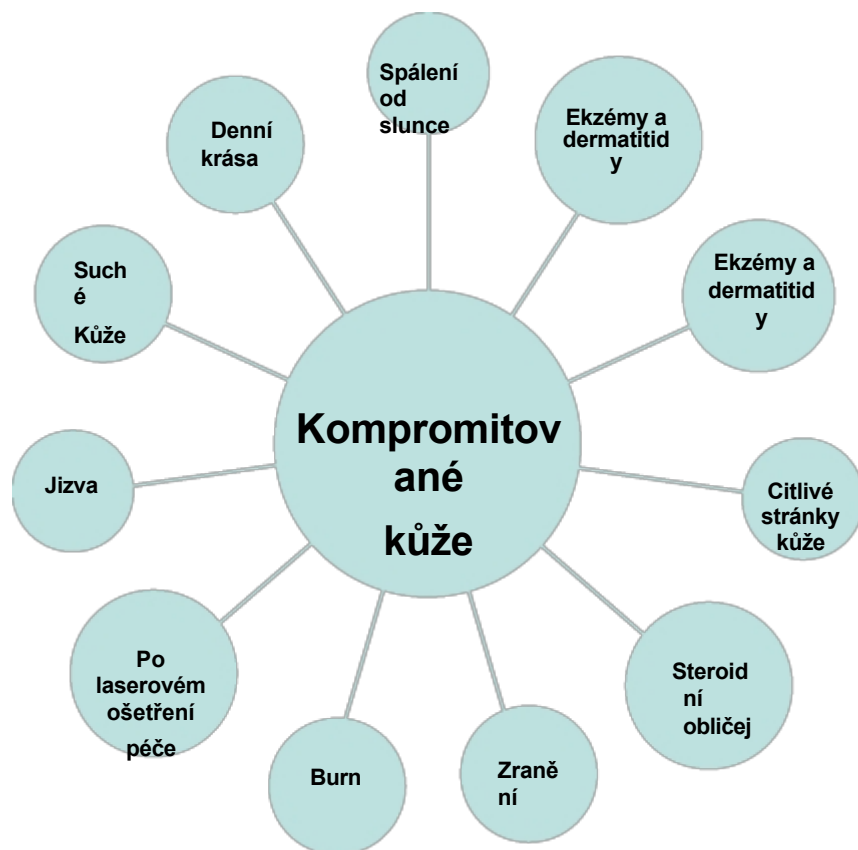 Spálení
od
slunce
Ekzémy a
dermatitid
y
Denní
krása
Ekzémy a
dermatitid
y
Such
é
Kůže
Kompromitov
ané
kůže
Jizva
Citlivé
stránky
kůže
Po
laserovém
ošetření
péče
Steroid
ní
obličej
Burn
Zraně
ní